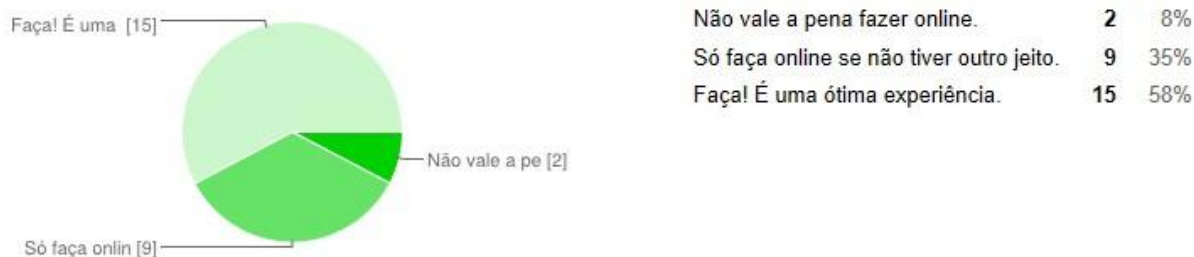 Faça! É uma [15]
Não vale a pe [2]
Só faça onlin [9]
Não vale a pena fazer online. 2 8%
Só faça online se não tiver outro jeito. 9 35%
Faça! É uma ótima experiência. 15 58%